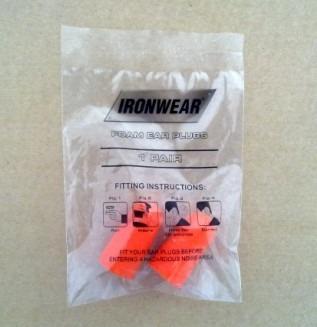 IRONWEAR®
FOAM EAR PLUGS
1 PAIR
FITTING INSTRUCTIONS:
FIT YOUR EAR PLUGS BEFORE
ENTERING A HAZARDOUS NOISE AREA